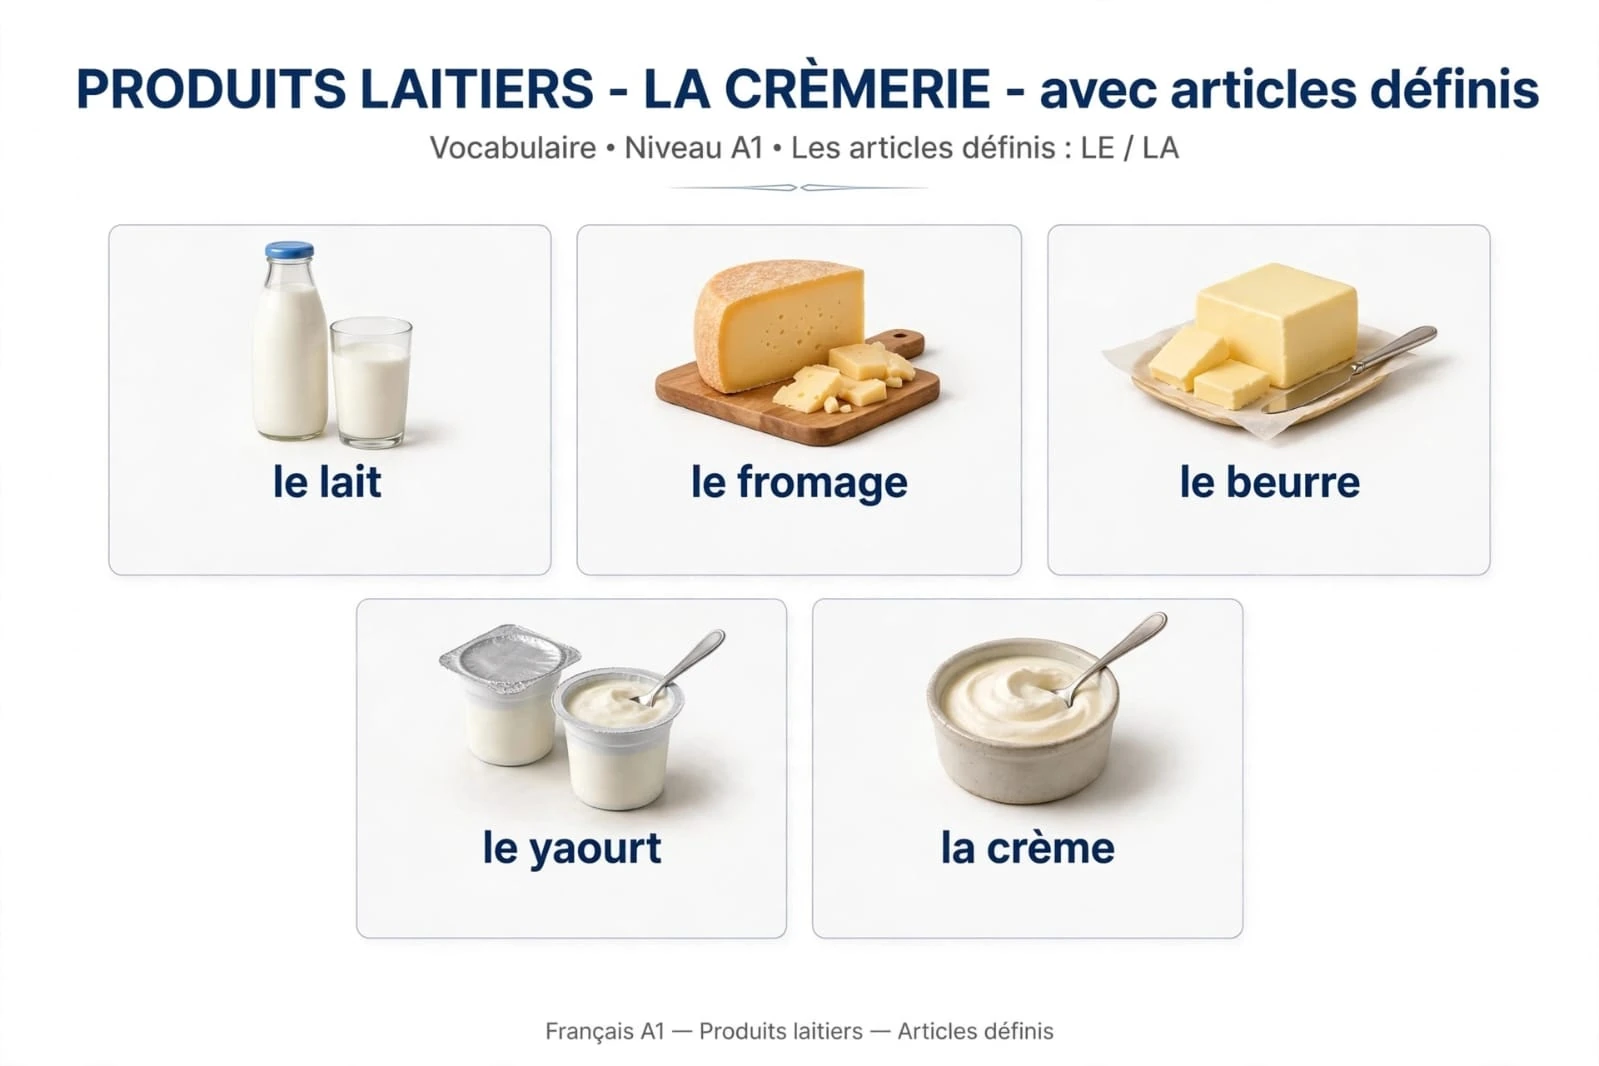 PRODUITS LAITIERS - LA CRÈMERIE - avec articles définis
Vocabulaire • Niveau A1 • Les articles définis : LE / LA
le lait
le fromage
le beurre
le yaourt
la crème
Français A1 — Produits laitiers — Articles définis